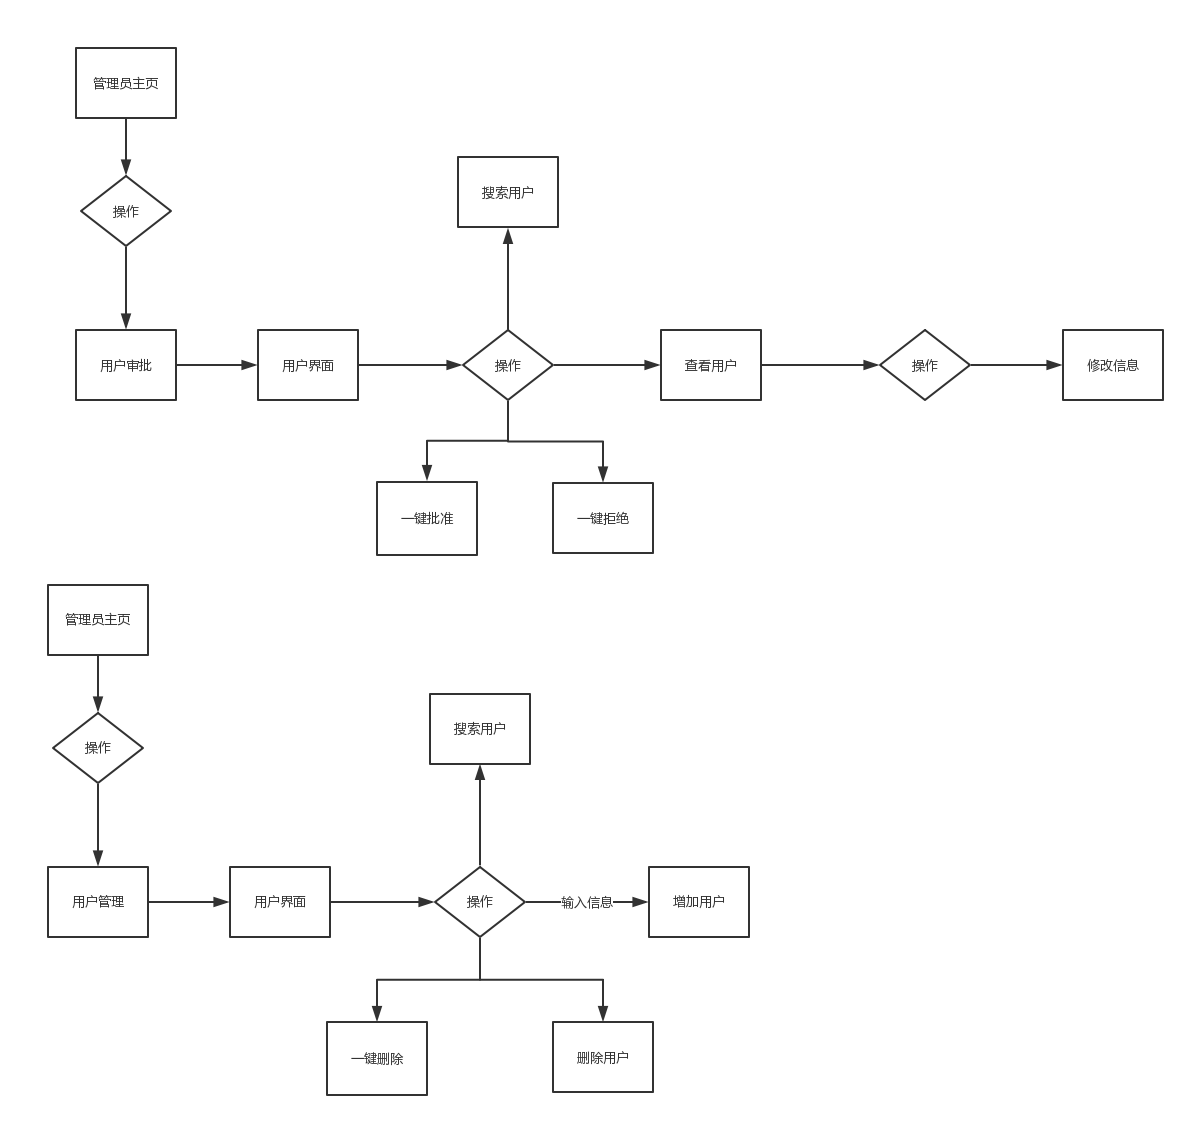 管理员主页
操作
搜索用户
用户审批
用户界面
操作
查看用户
操作
修改信息
一键批准
一键拒绝
管理员主页
操作
搜索用户
用户管理
用户界面
操作
输入信息
增加用户
一键删除
删除用户